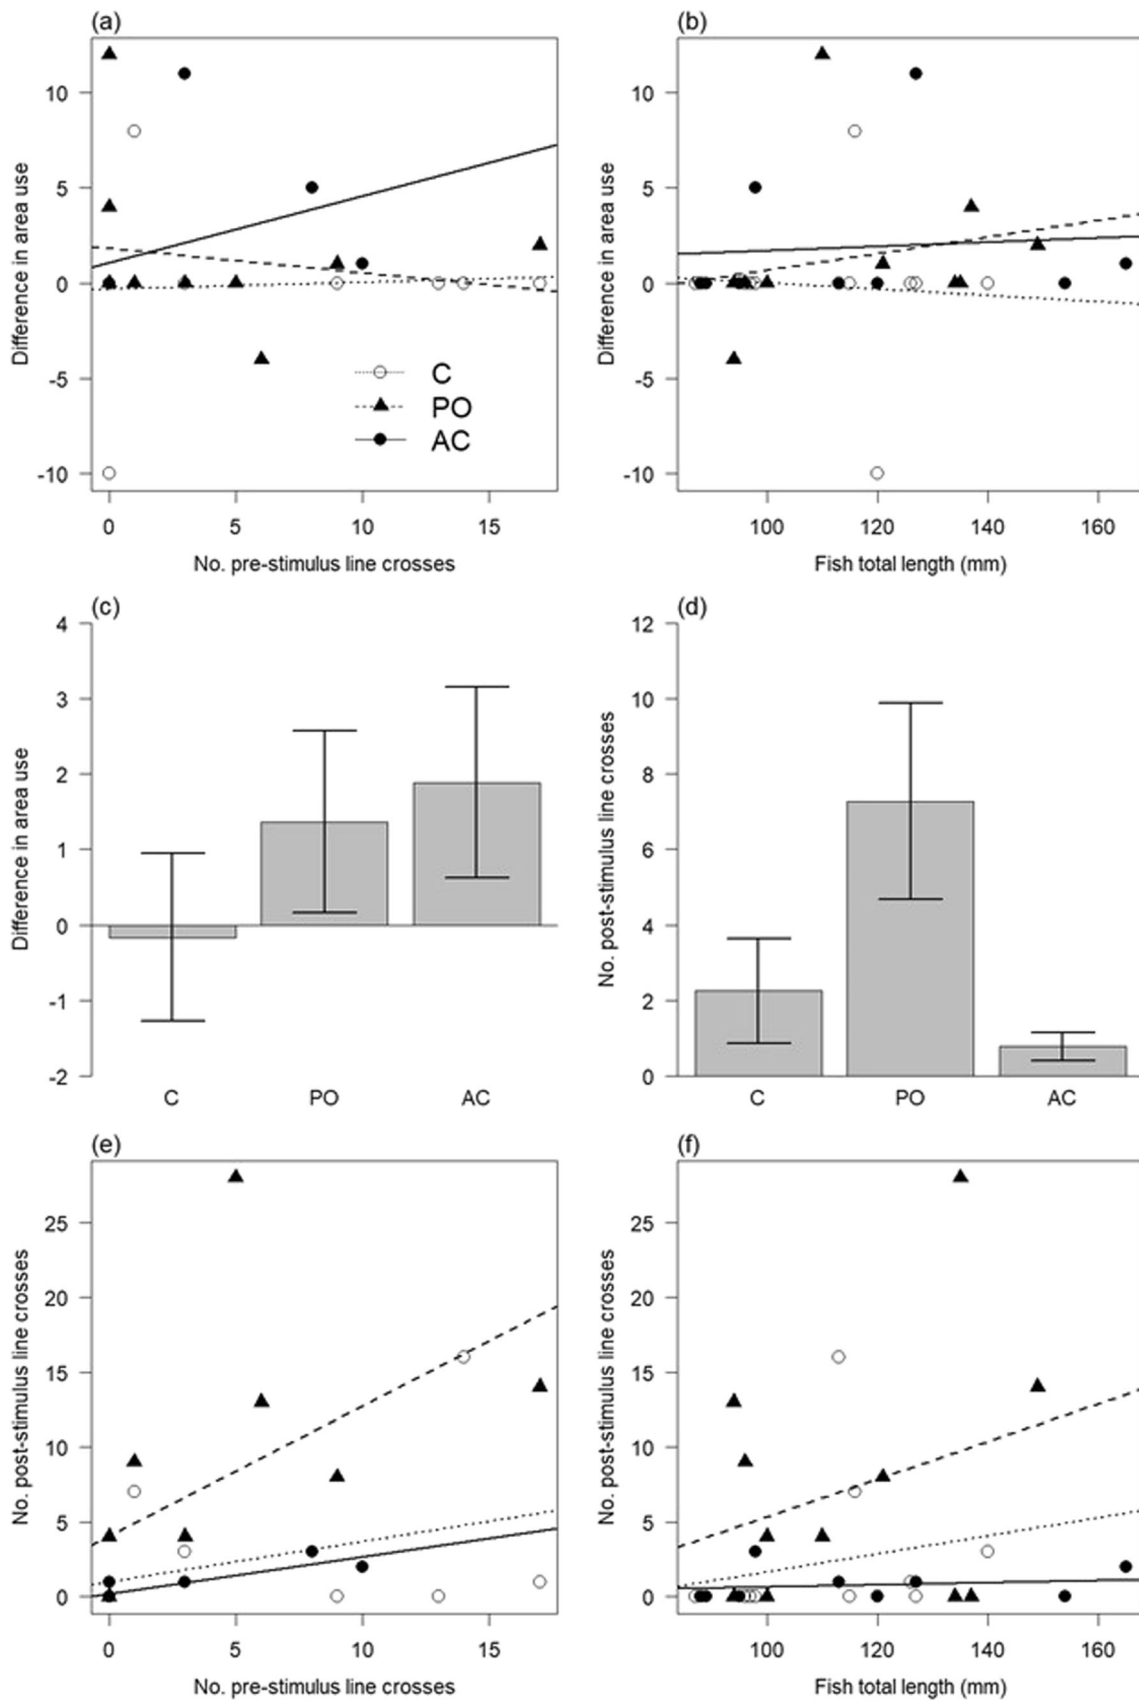 (a)
Difference in area use
10
5
0
-5
-10
C
PO
AC
0 5 10 15
No. pre-stimulus line crosses
(b)
Difference in area use
10
5
0
-5
-10
100 120 140 160
Fish total length (mm)
(c)
Difference in area use
4
3
2
1
0
-1
-2
C PO AC
(d)
No. post-stimulus line crosses
12
10
8
6
4
2
0
C PO AC
(e)
No. post-stimulus line crosses
25
20
15
10
5
0
0 5 10 15
No. pre-stimulus line crosses
(f)
No. post-stimulus line crosses
25
20
15
10
5
0
100 120 140 160
Fish total length (mm)